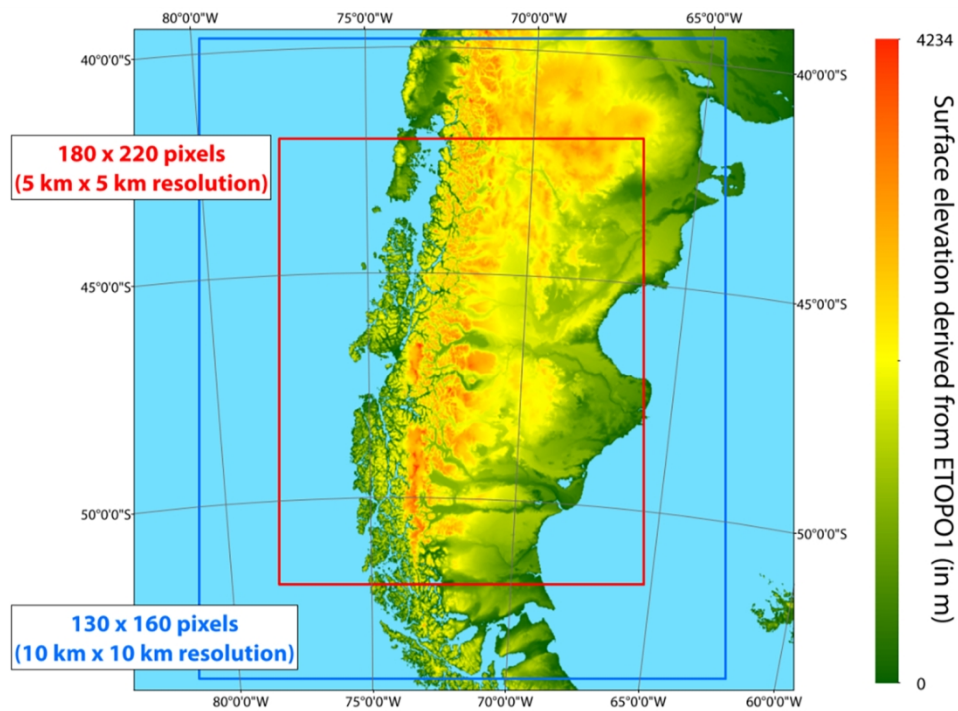 80°0'0"W
75°0'0"W
70°0'0"W
65°0'0"W
4234
40°0'0"S
40°0'0"S
180 x 220 pixels
(5 km x 5 km resolution)
45°0'0"S
45°0'0"S
Surface elevation derived from ETOPO1 (in m)
50°0'0"S
50°0'0"S
130 x 160 pixels
(10 km x 10 km resolution)
0
80°0'0"W
75°0'0"W
70°0'0"W
65°0'0"W
60°0'0"W